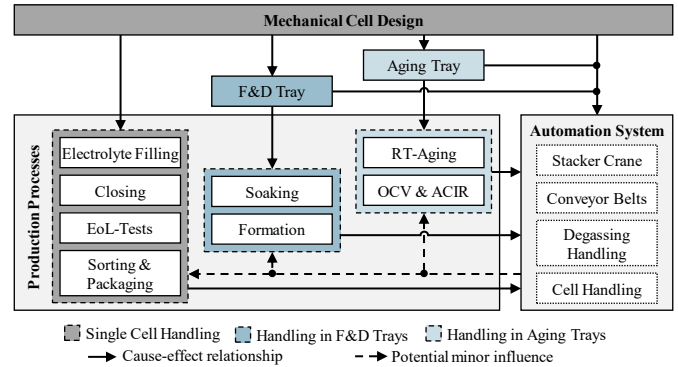 Mechanical Cell Design
Aging Tray
F&D Tray
Production Processes
Electrolyte Filling
Closing
EoL-Tests
Sorting &
Packaging
Soaking
Formation
RT-Aging
OCV & ACIR
Automation System
Stacker Crane
Conveyor Belts
Degassing
Handling
Cell Handling
Single Cell Handling
Handling in F&D Trays
Handling in Aging Trays
Cause-effect relationship
Potential minor influence